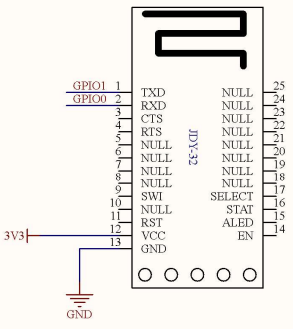 GPIO1 1 TXD NULL 25
GPIO0 2 RXD NULL 24
3 CTS NULL 23
4 RTS NULL 22
5 NULL NULL 21
6 NULL NULL 20
7 NULL NULL 19
8 NULL NULL 18
9 SWI SELECT 17
10 NULL STAT 16
11 RST ALED 15
3V3 12 VCC EN 14
13 GND
JDY-32
GND